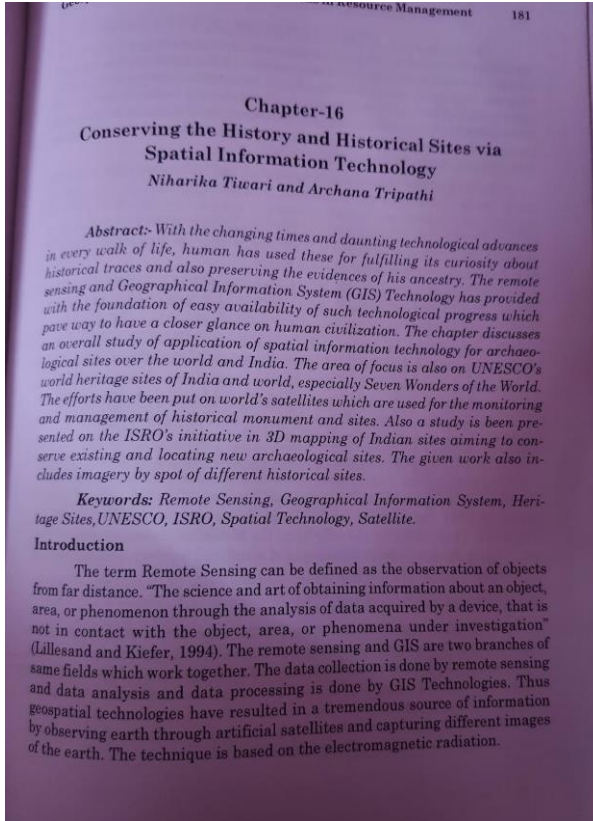 Resource Management 181
Chapter-16
Conserving the History and Historical Sites via
Spatial Information Technology
Niharika Tiwari and Archana Tripathi
Abstract:- With the changing times and daunting technological advances
in every walk of life, human has used these for fulfilling its curiosity about
historical traces and also preserving the evidences of his ancestry. The remote
sensing and Geographical Information System (GIS) Technology has provided
with the foundation of easy availability of such technological progress which
pave way to have a closer glance on human civilization. The chapter discusses
an overall study of application of spatial information technology for archaeo-
logical sites over the world and India. The area of focus is also on UNESCO's
world heritage sites of India and world, especially Seven Wonders of the World.
The efforts have been put on world's satellites which are used for the monitoring
and management of historical monument and sites. Also a study is been pre-
sented on the ISRO's initiative in 3D mapping of Indian sites aiming to con-
serve existing and locating new archaeological sites. The given work also in-
cludes imagery by spot of different historical sites.
Keywords: Remote Sensing, Geographical Information System, Heri-
tage Sites,UNESCO, ISRO, Spatial Technology, Satellite.
Introduction
The term Remote Sensing can be defined as the observation of objects
from far distance. "The science and art of obtaining information about an object,
area, or phenomenon through the analysis of data acquired by a device, that is
not in contact with the object, area, or phenomena under investigation"
(Lillesand and Kiefer, 1994). The remote sensing and GIS are two branches of
same fields which work together. The data collection is done by remote sensing
and data analysis and data processing is done by GIS Technologies. Thus
geospatial technologies have resulted in a tremendous source of information
by observing earth through artificial satellites and capturing different images
of the earth. The technique is based on the electromagnetic radiation.